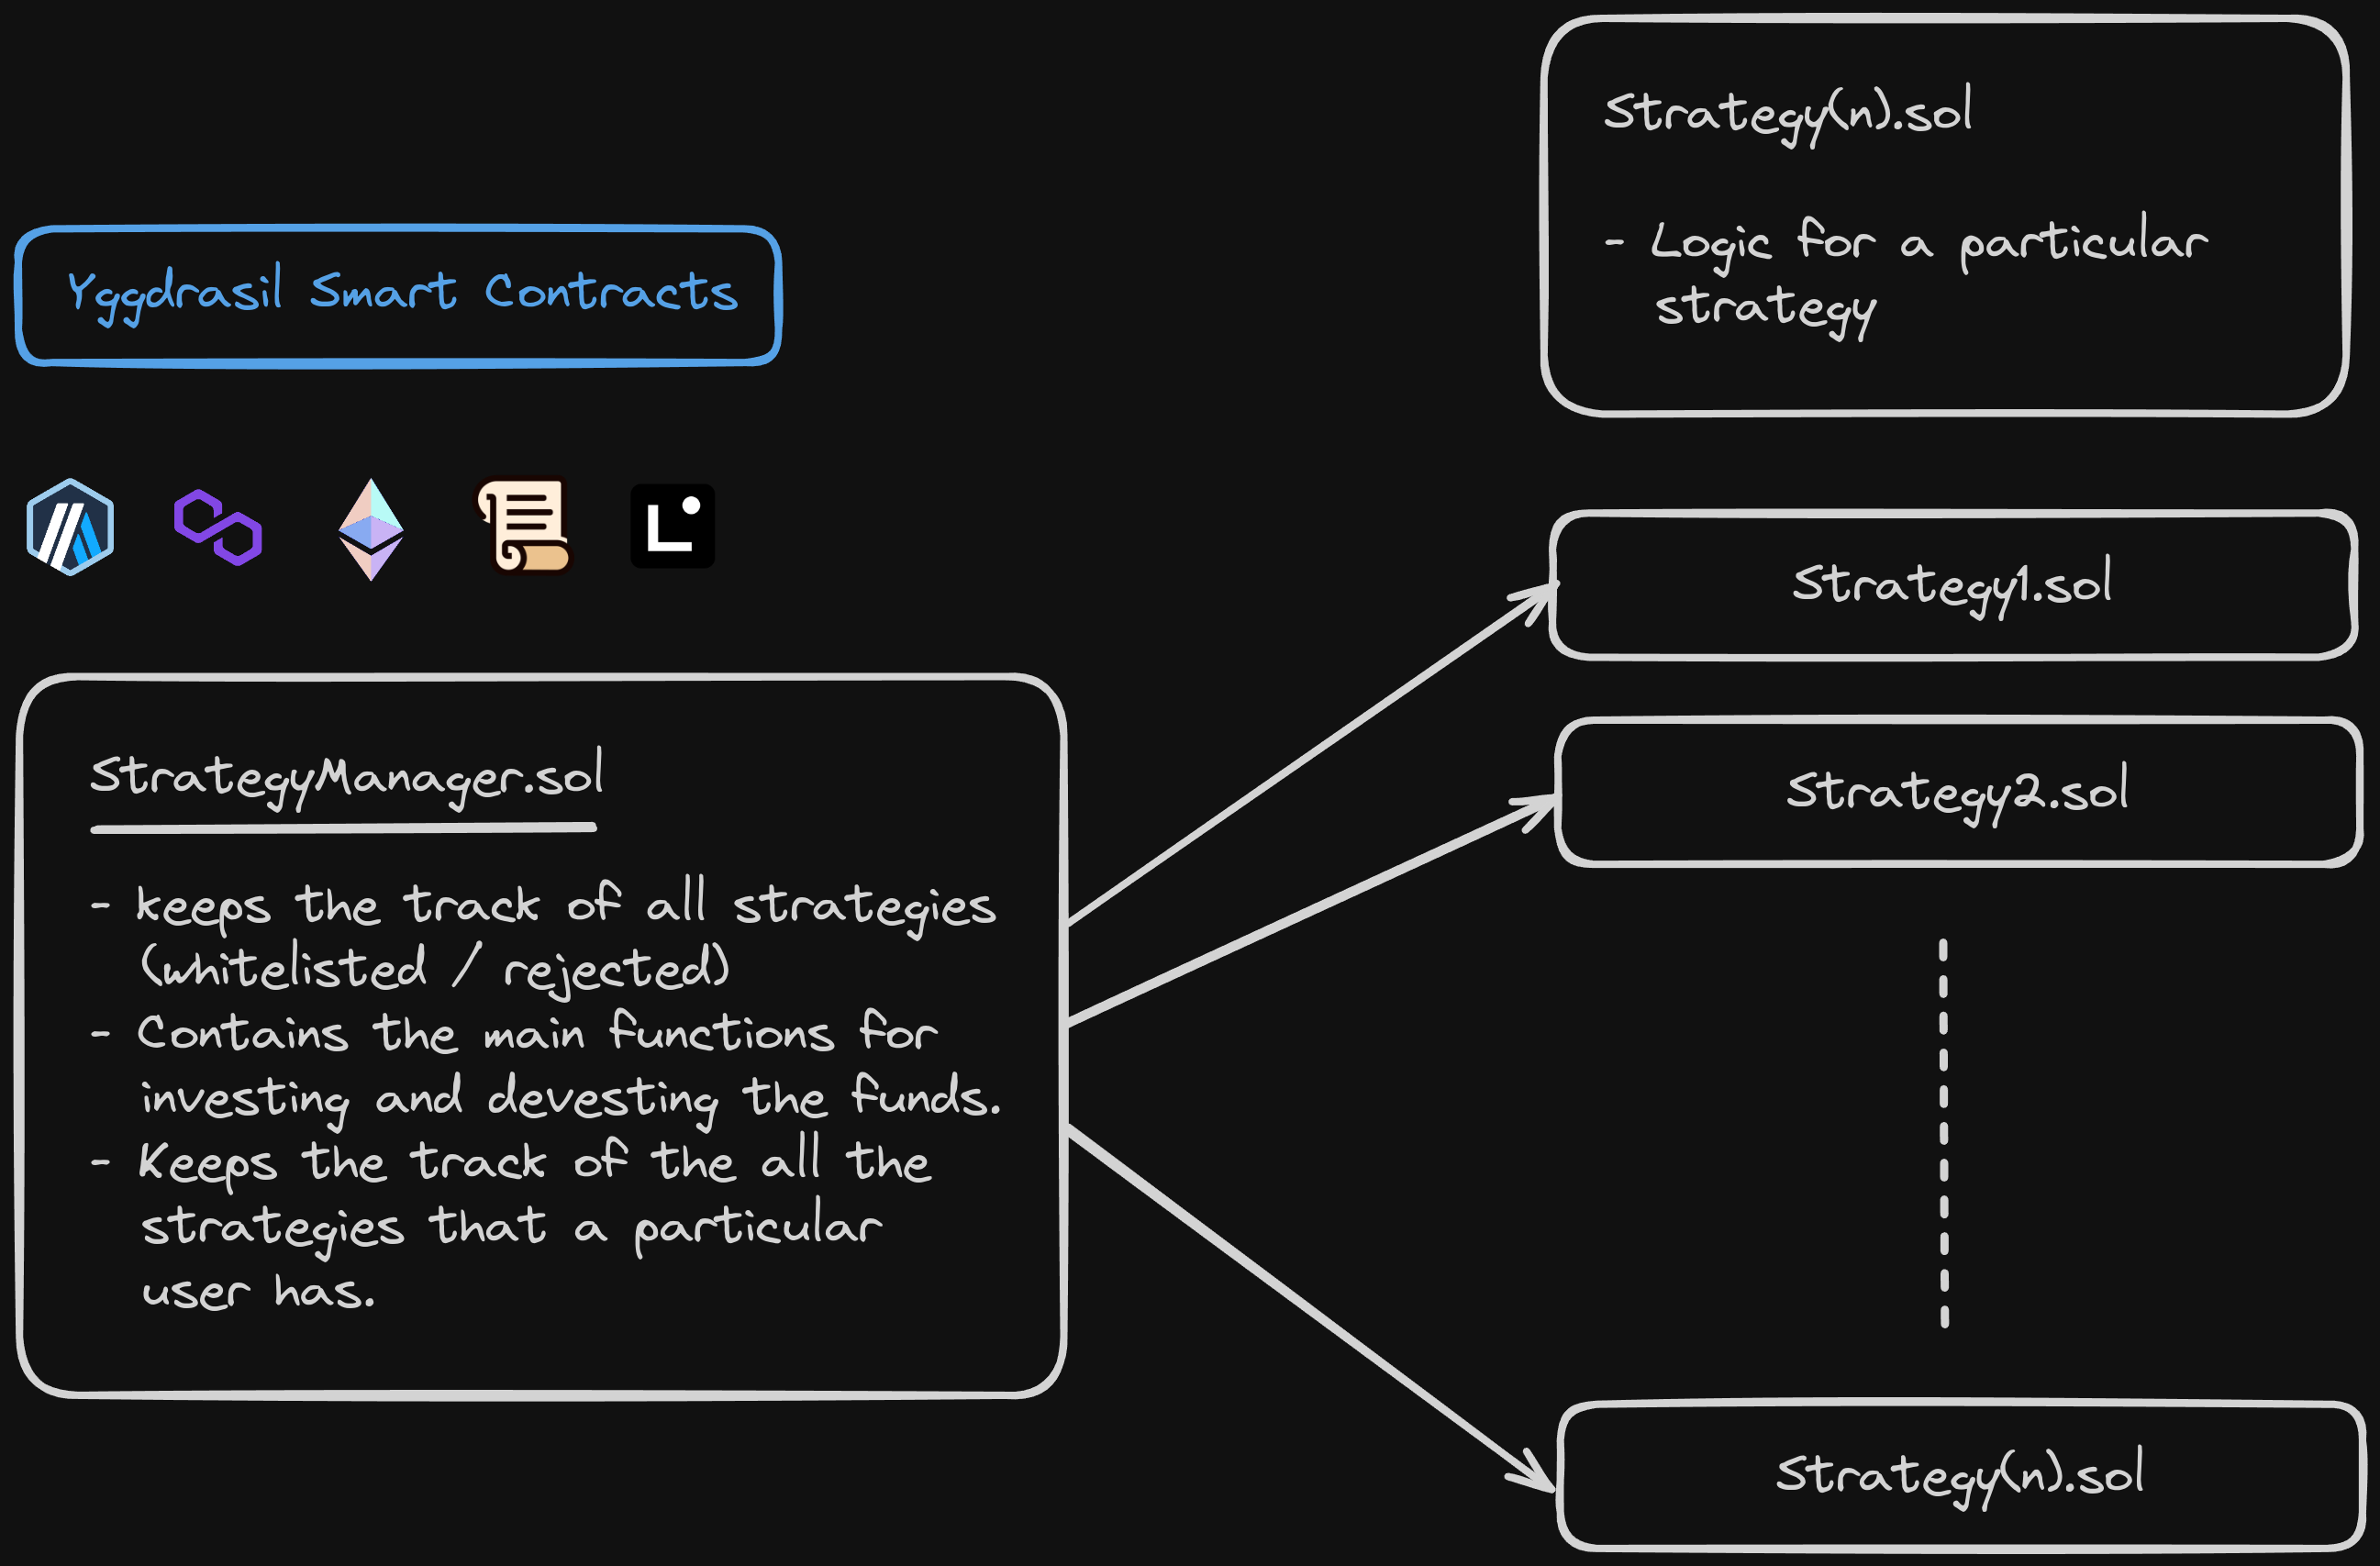 Yggdrasil Smart Contracts
Strategy(n).sol
- Logic for a particular
strategy
StrategyManager.sol
- keeps the track of all strategies
(whitelisted / rejected)
- Contains the main functions for
investing and devesting the funds.
- Keeps the track of the all the
strategies that a particular
user has.
Strategy1.sol
Strategy2.sol
Strategy(n).sol